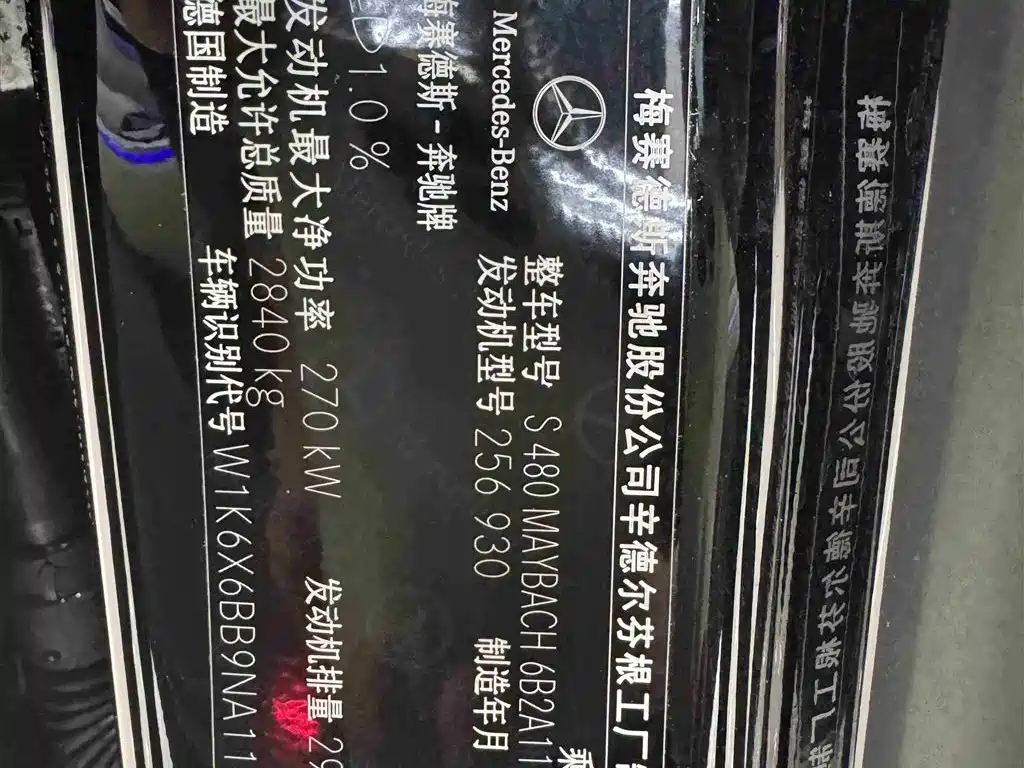 梅赛德斯奔驰股份公司辛德尔芬根工厂
Mercedes-Benz
整车型号 S 480 MAYBACH 6B2A11
乘
梅赛德斯-奔驰牌
发动机型号 256 930
制造年月
1.0 %
发动机最大净功率 270 kW
发动机排量 29
最大允许总质量 2840 kg
德国制造
车辆识别代号 W1K6X6BB9NA11